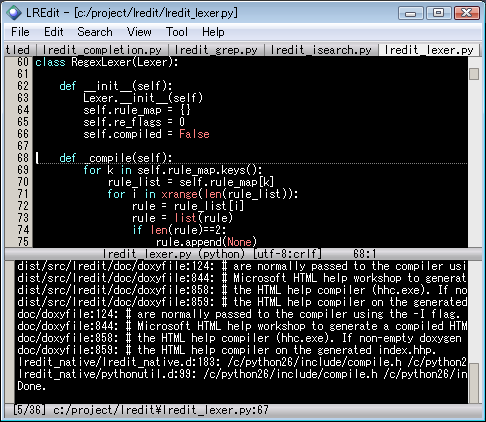 LREdit - [c:/project/lredit/lredit_lexer.py]
File Edit Search View Tool Help
tled lredit_completion.py lredit_grep.py lredit_isearch.py lredit_lexer.py
60 class RegexLexer(Lexer):
61
62 def __init__(self):
63 Lexer.__init__(self)
64 self.rule_map = {}
65 self.re_flags = 0
66 self.compiled = False
67
68 def _compile(self):
69 for k in self.rule_map.keys():
70 rule_list = self.rule_map[k]
71 for i in xrange(len(rule_list)):
72 rule = rule_list[i]
73 rule = list(rule)
74 if len(rule)==2:
75 rule.append(None)
lredit_lexer.py (python) [utf-8:crlf] 68:1
dist/src/lredit/doc/doxyfile:124: # are normally passed to the compiler usi
dist/src/lredit/doc/doxyfile:844: # Microsoft HTML help workshop to generat
dist/src/lredit/doc/doxyfile:858: # the HTML help compiler (hhc.exe). If no
dist/src/lredit/doc/doxyfile:859: # the HTML help compiler on the generated
doc/doxyfile:124: # are normally passed to the compiler using the -I flag.
doc/doxyfile:844: # Microsoft HTML help workshop to generate a compiled HTM
doc/doxyfile:858: # the HTML help compiler (hhc.exe). If non-empty doxygen
doc/doxyfile:859: # the HTML help compiler on the generated index.hhp.
lredit_native/lredit_native.d:183: /c/python26/include/compile.h /c/python2
lredit_native/pythonutil.d:99: /c/python26/include/compile.h /c/python26/in
Done.
[5/36] c:/project/lredit¥lredit_lexer.py:67